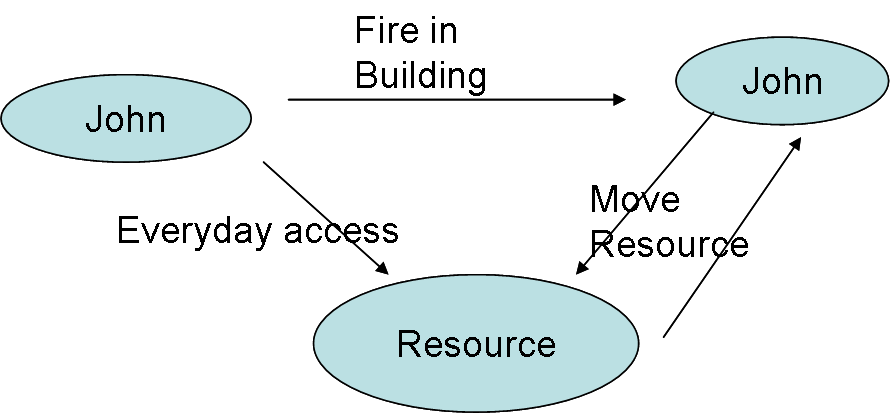 Fire in
Building
John
John
Move
Resource
Everyday access
Resource